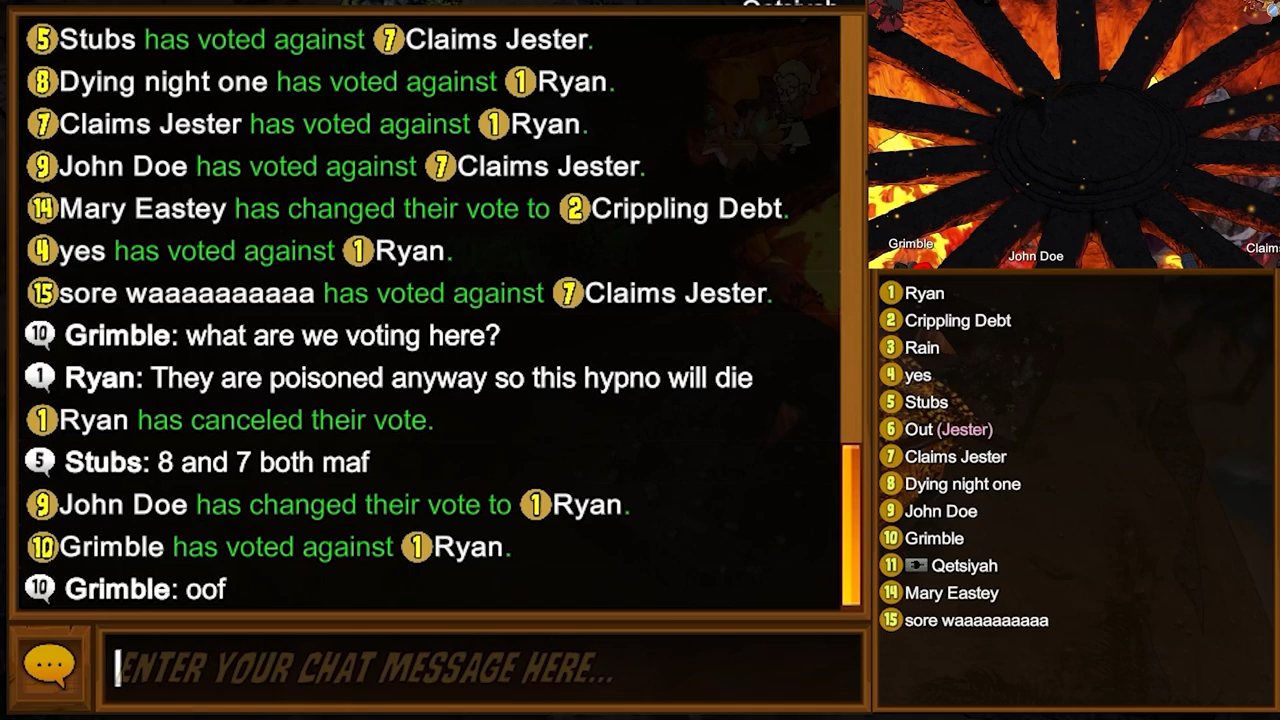 Qetsiyah
5 Stubs has voted against 7 Claims Jester.
8 Dying night one has voted against 1 Ryan.
7 Claims Jester has voted against 1 Ryan.
9 John Doe has voted against 7 Claims Jester.
14 Mary Eastey has changed their vote to 2 Crippling Debt.
4 yes has voted against 1 Ryan.
15 sore waaaaaaaaaa has voted against 7 Claims Jester.
10 Grimble: what are we voting here?
1 Ryan: They are poisoned anyway so this hypno will die
1 Ryan has canceled their vote.
5 Stubs: 8 and 7 both maf
9 John Doe has changed their vote to 1 Ryan.
10 Grimble has voted against 1 Ryan.
10 Grimble: oof
ENTER YOUR CHAT MESSAGE HERE...
Grimble
John Doe
Claims
1 Ryan
2 Crippling Debt
3 Rain
4 yes
5 Stubs
6 Out (Jester)
7 Claims Jester
8 Dying night one
9 John Doe
10 Grimble
11 Qetsiyah
14 Mary Eastey
15 sore waaaaaaaaaa